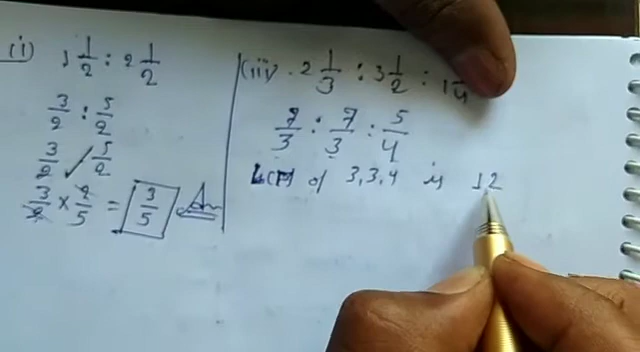 (i) 1 1/2 : 2 1/2
3/2 : 5/2
3/2 / 5/2
3/2 × 2/5 = 3/5
(iii) . 2 1/3 : 3 1/2 : 1 1/4
7/3 : 7/3 : 5/4
of 3,3,4 is 12